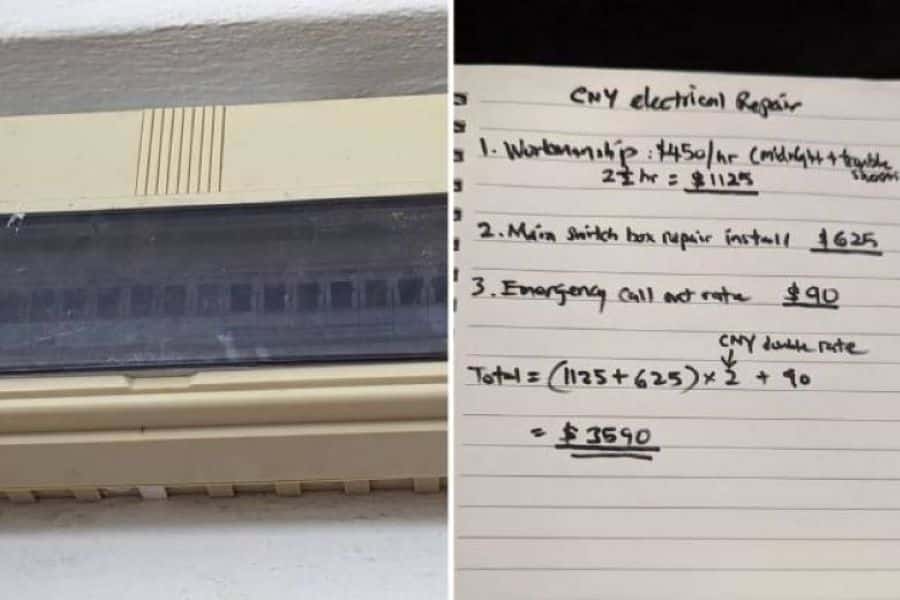 CNY electrical Repair
1. Workmanship : $450/hr (midnight + trouble
shoot
2½ hr = $1125
2. Main switch box repair install $625
3. Emergency call out rate $90
CNY double rate
Total = (1125 + 625) × 2 + 90
= $3590